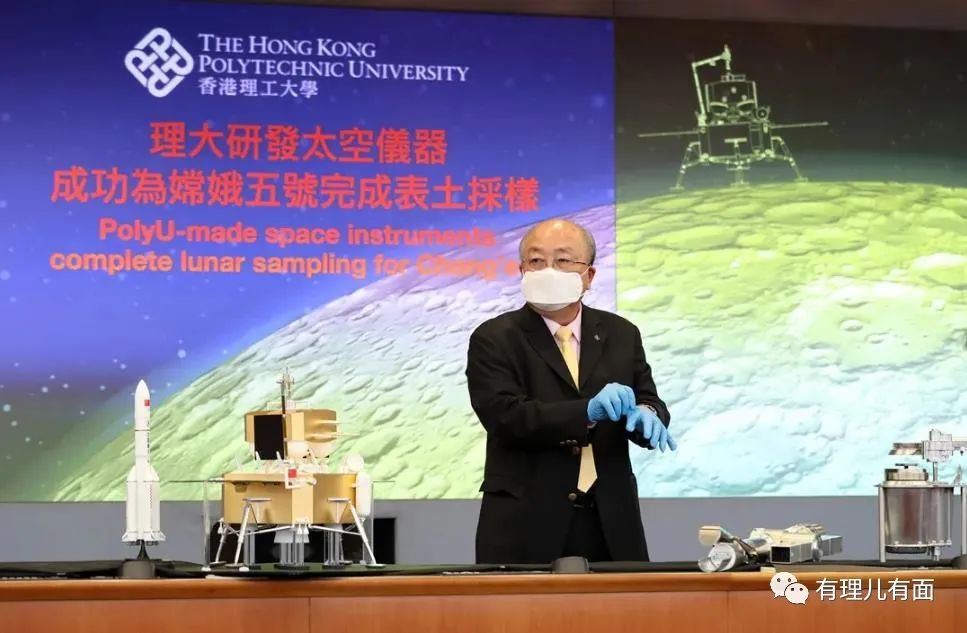 THE HONG KONG
POLYTECHNIC UNIVERSITY
香港理工大學
理大研發太空儀器
成功為嫦娥五號完成表土採樣
PolyU-made space instruments
complete lunar sampling for
有理儿有面